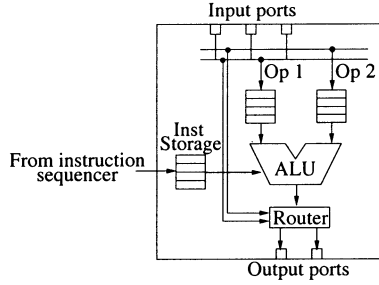 Input ports
Op 1
Op 2
Inst
Storage
From instruction
sequencer
ALU
Router
Output ports